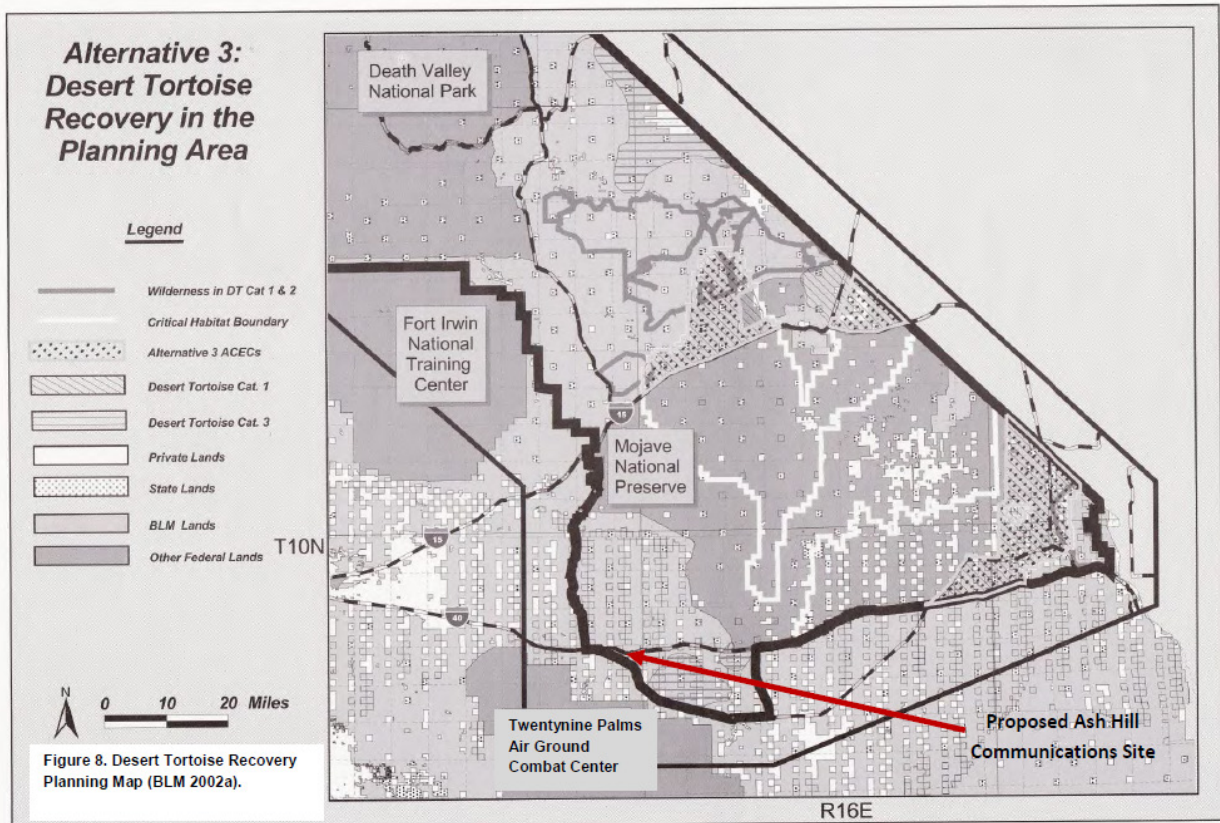 Alternative 3:
Desert Tortoise
Recovery in the
Planning Area
Legend
Wilderness in DT Cat 1 & 2
Critical Habitat Boundary
Alternative 3 ACECs
Desert Tortoise Cat. 1
Desert Tortoise Cat. 3
Private Lands
State Lands
BLM Lands
Other Federal Lands
N
0 10 20 Miles
Figure 8. Desert Tortoise Recovery
Planning Map (BLM 2002a).
Death Valley
National Park
Fort Irwin
National
Training
Center
15
Mojave
National
Preserve
T10N
15
40
Twentynine Palms
Air Ground
Combat Center
Proposed Ash Hill
Communications Site
R16E